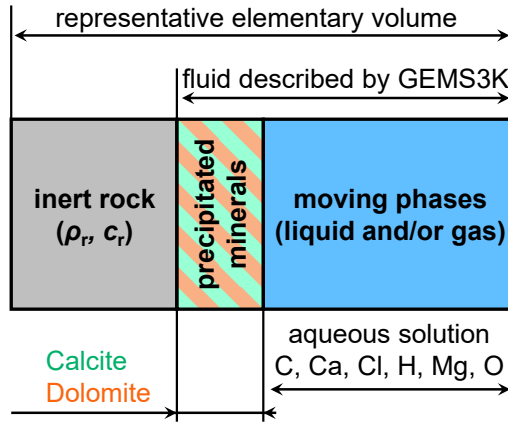 representative elementary volume
fluid described by GEMS3K
inert rock
(ρr, cr)
precipitated
minerals
moving phases
(liquid and/or gas)
aqueous solution
C, Ca, Cl, H, Mg, O
Calcite
Dolomite